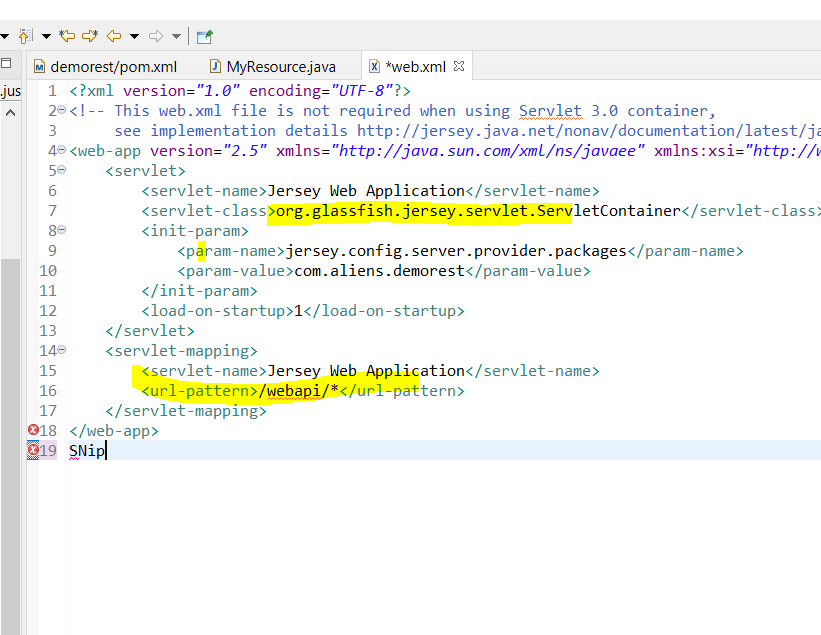 demorest/pom.xml MyResource.java *web.xml
.jus
1 <?xml version="1.0" encoding="UTF-8"?>
2 <!-- This web.xml file is not required when using Servlet 3.0 container,
3 see implementation details http://jersey.java.net/nonav/documentation/latest/ja
4 <web-app version="2.5" xmlns="http://java.sun.com/xml/ns/javaee" xmlns:xsi="http://w
5 <servlet>
6 <servlet-name>Jersey Web Application</servlet-name>
7 <servlet-class>org.glassfish.jersey.servlet.ServletContainer</servlet-class>
8 <init-param>
9 <param-name>jersey.config.server.provider.packages</param-name>
10 <param-value>com.aliens.demorest</param-value>
11 </init-param>
12 <load-on-startup>1</load-on-startup>
13 </servlet>
14 <servlet-mapping>
15 <servlet-name>Jersey Web Application</servlet-name>
16 <url-pattern>/webapi/*</url-pattern>
17 </servlet-mapping>
18 </web-app>
19 SNip